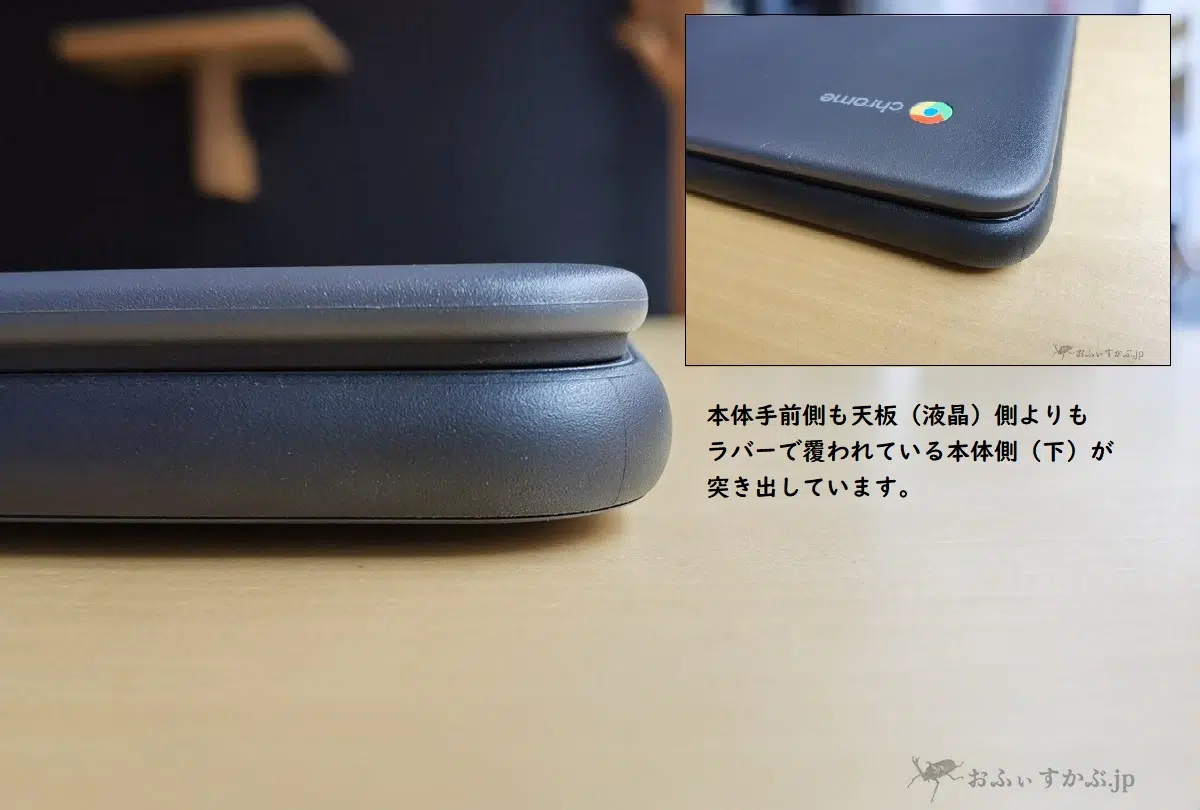 chrome
おふぃすかぶ.jp
本体手前側も天板（液晶）側よりも
ラバーで覆われている本体側（下）が
突き出しています。
おふぃすかぶ.jp